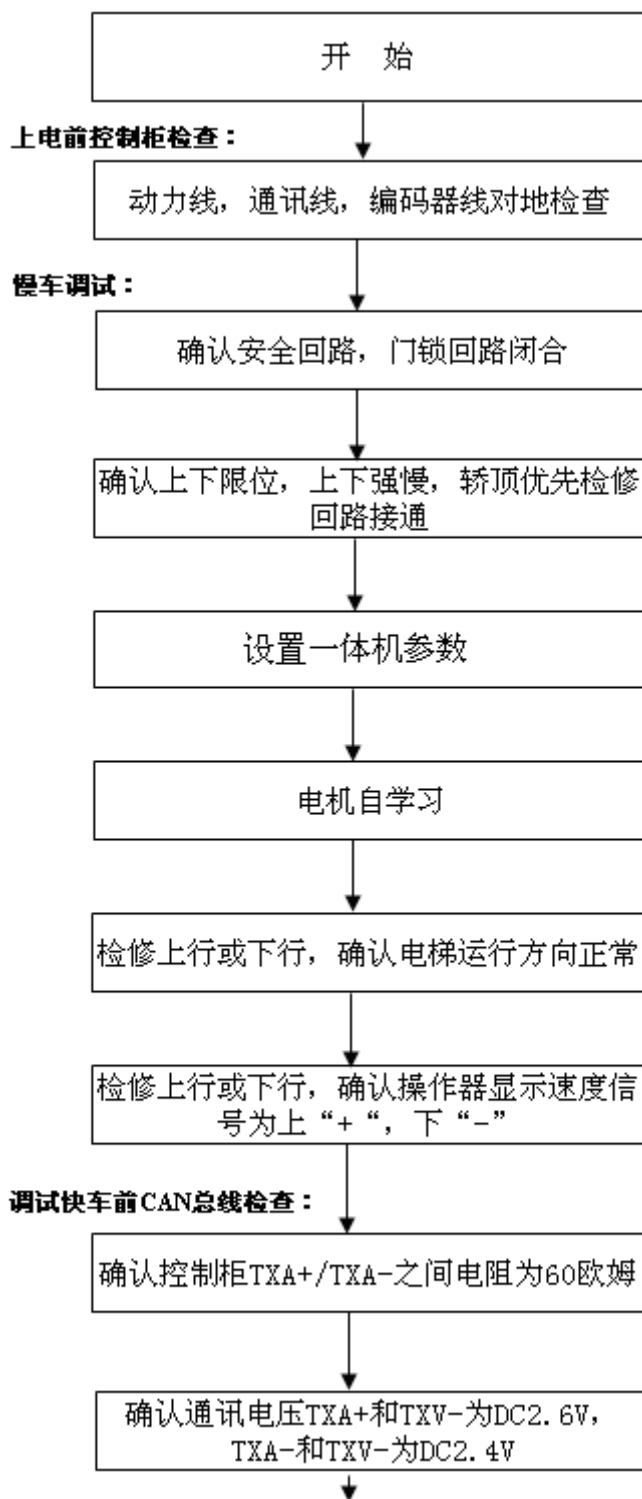 开 始
上电前控制柜检查：
动力线，通讯线，编码器线对地检查
慢车调试：
确认安全回路，门锁回路闭合
确认上下限位，上下强慢，轿顶优先检修
回路接通
设置一体机参数
电机自学习
检修上行或下行，确认电梯运行方向正常
检修上行或下行，确认操作器显示速度信
号为上“+“，下“-”
调试快车前CAN总线检查：
确认控制柜TXA+/TXA-之间电阻为60欧姆
确认通讯电压TXA+和TXV-为DC2.6V，
TXA-和TXV-为DC2.4V